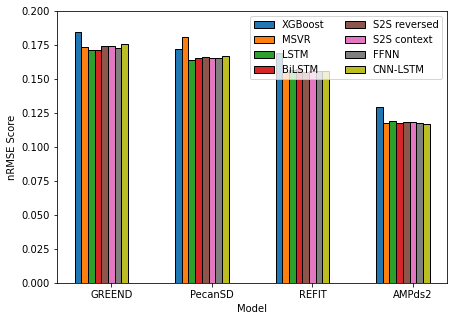 0.200
0.175
0.150
0.125
0.100
0.075
0.050
0.025
0.000
nRMSE Score
XGBoost
MSVR
LSTM
BiLSTM
S2S reversed
S2S context
FFNN
CNN-LSTM
GREEND PecanSD REFIT AMPds2
Model